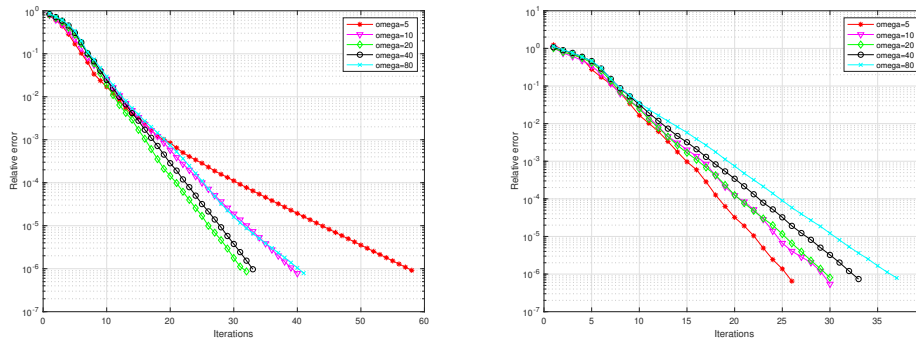 10^0
10^-1
10^-2
10^-3
10^-4
10^-5
10^-6
10^-7
Relative error
0 10 20 30 40 50 60
Iterations
omega=5
omega=10
omega=20
omega=40
omega=80
10^1
10^0
10^-1
10^-2
10^-3
10^-4
10^-5
10^-6
10^-7
Relative error
0 5 10 15 20 25 30 35
Iterations
omega=5
omega=10
omega=20
omega=40
omega=80